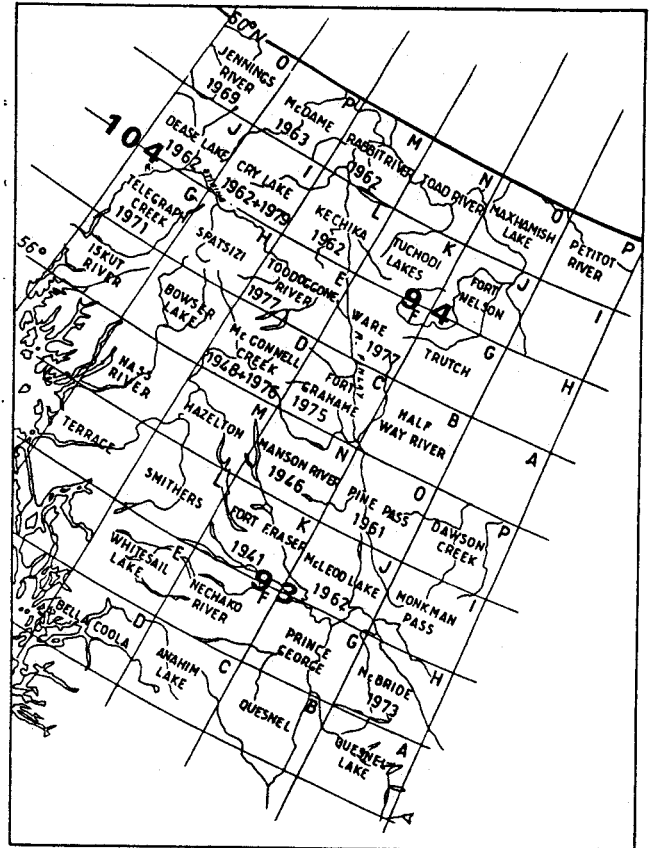 50°N
O
JENNINGS
RIVER
1969
P
McDAME
1963
M
RABBIT RIVER
1962
N
TOAD RIVER
O
MAXHAMISH
LAKE
P
PETITOT
RIVER
104
J
DEASE LAKE
1962
I
CRY LAKE
1962+1979
L
KECHIKA
1962
K
TUCHODI
LAKES
J
FORT
NELSON
I
G
TELEGRAPH
CREEK
1971
H
SPATSIZI
E
TOODOGGONE
RIVER
1977
94
F
WARE
1977
G
TRUTCH
H
56°
ISKUT
RIVER
BOWSER
LAKE
D
McCONNELL
CREEK
1948+1976
C
FORT
GRAHAME
1975
R. FINLAY
B
HALF
WAY RIVER
A
NASS
RIVER
M
HAZELTON
N
MANSON RIVER
1946
O
PINE PASS
1961
P
DAWSON
CREEK
TERRACE
SMITHERS
L
K
FORT FRASER
1941
J
McLEOD LAKE
1962
I
MONKMAN
PASS
WHITESAIL
LAKE
E
93
F
NECHAKO
RIVER
G
PRINCE
GEORGE
H
McBRIDE
1973
BELLA COOLA
D
ANAHIM
LAKE
C
QUESNEL
B
QUESNEL
LAKE
A